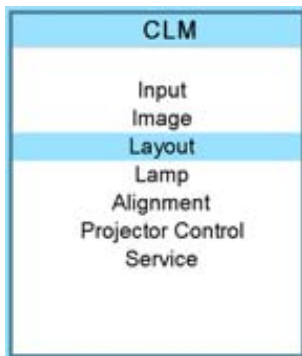 CLM
Input
Image
Layout
Lamp
Alignment
Projector Control
Service